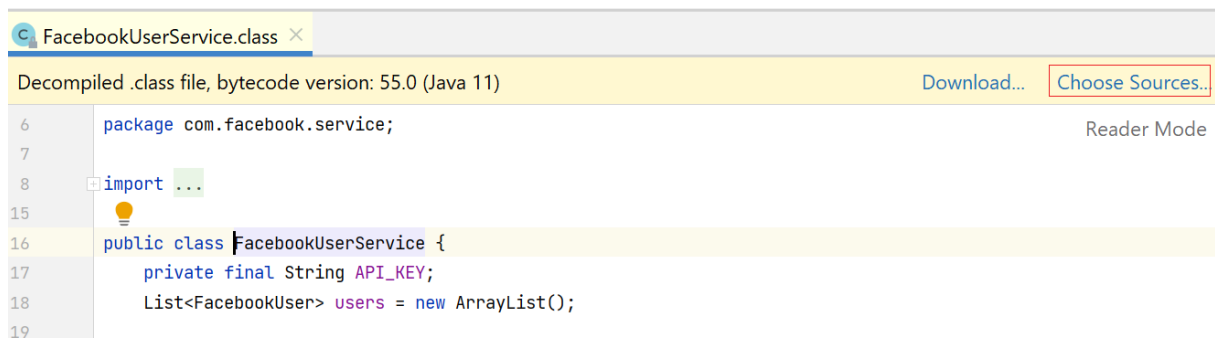 FacebookUserService.class
Decompiled .class file, bytecode version: 55.0 (Java 11) Download... Choose Sources...
6 package com.facebook.service; Reader Mode
7
8 import ...
15
16 public class FacebookUserService {
17 private final String API_KEY;
18 List<FacebookUser> users = new ArrayList();
19